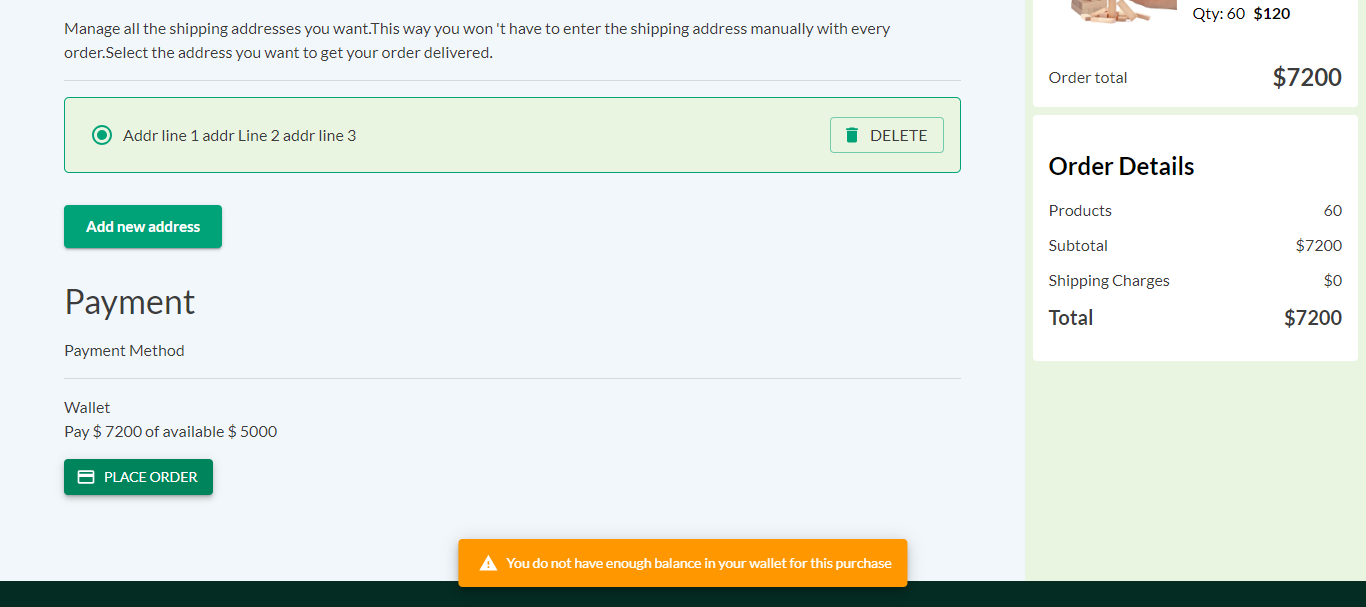 Manage all the shipping addresses you want.This way you won 't have to enter the shipping address manually with every
order.Select the address you want to get your order delivered.
Addr line 1 addr Line 2 addr line 3
DELETE
Add new address
Payment
Payment Method
Wallet
Pay $ 7200 of available $ 5000
PLACE ORDER
Qty: 60 $120
Order total $7200
Order Details
Products 60
Subtotal $7200
Shipping Charges $0
Total $7200
You do not have enough balance in your wallet for this purchase